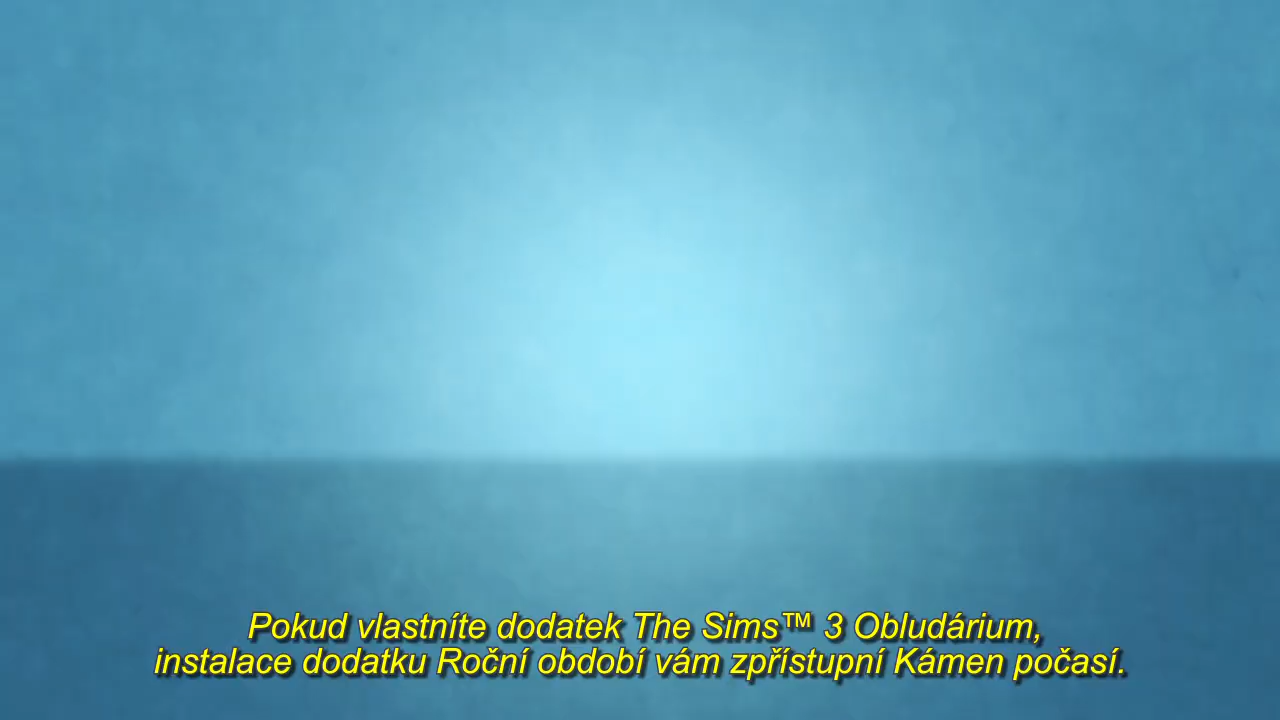 Pokud vlastníte dodatek The Sims™ 3 Obludárium,
instalace dodatku Roční období vám zpřístupní Kámen počasí.